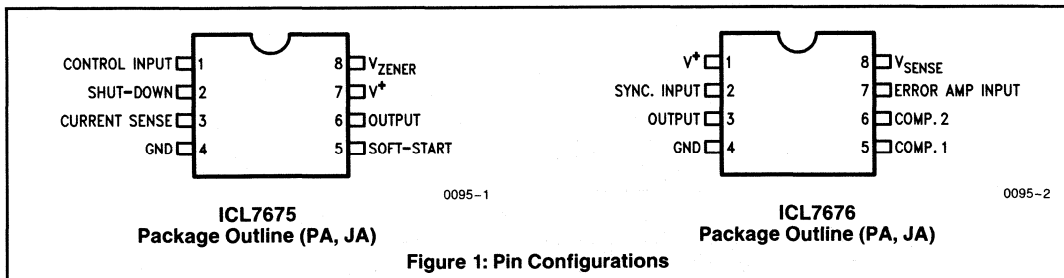 CONTROL INPUT 1 8 VZENER
SHUT-DOWN 2 7 V+
CURRENT SENSE 3 6 OUTPUT
GND 4 5 SOFT-START
0095-1
ICL7675
Package Outline (PA, JA)
V+ 1 8 VSENSE
SYNC. INPUT 2 7 ERROR AMP INPUT
OUTPUT 3 6 COMP. 2
GND 4 5 COMP. 1
0095-2
ICL7676
Package Outline (PA, JA)
Figure 1: Pin Configurations